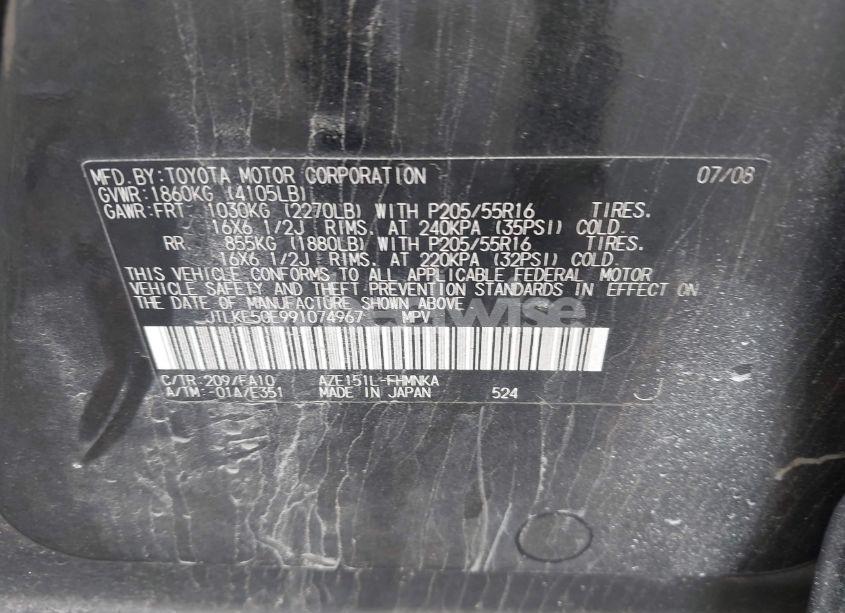 MFD.BY:TOYOTA MOTOR CORPORATION 07/08
GVWR:1860KG (4105LB)
GAWR:FRT 1030KG (2270LB) WITH P205/55R16 TIRES.
16X6 1/2J RIMS. AT 240KPA (35PSI) COLD.
RR 855KG (1880LB) WITH P205/55R16 TIRES.
16X6 1/2J RIMS. AT 220KPA (32PSI) COLD.
THIS VEHICLE CONFORMS TO ALL APPLICABLE FEDERAL MOTOR
VEHICLE SAFETY AND THEFT PREVENTION STANDARDS IN EFFECT ON
THE DATE OF MANUFACTURE SHOWN ABOVE
JTLKE50E991074967 MPV
C/TR:209/FA10 AZE151L-FHMNKA
A/TM:-01A/E351 MADE IN JAPAN 524